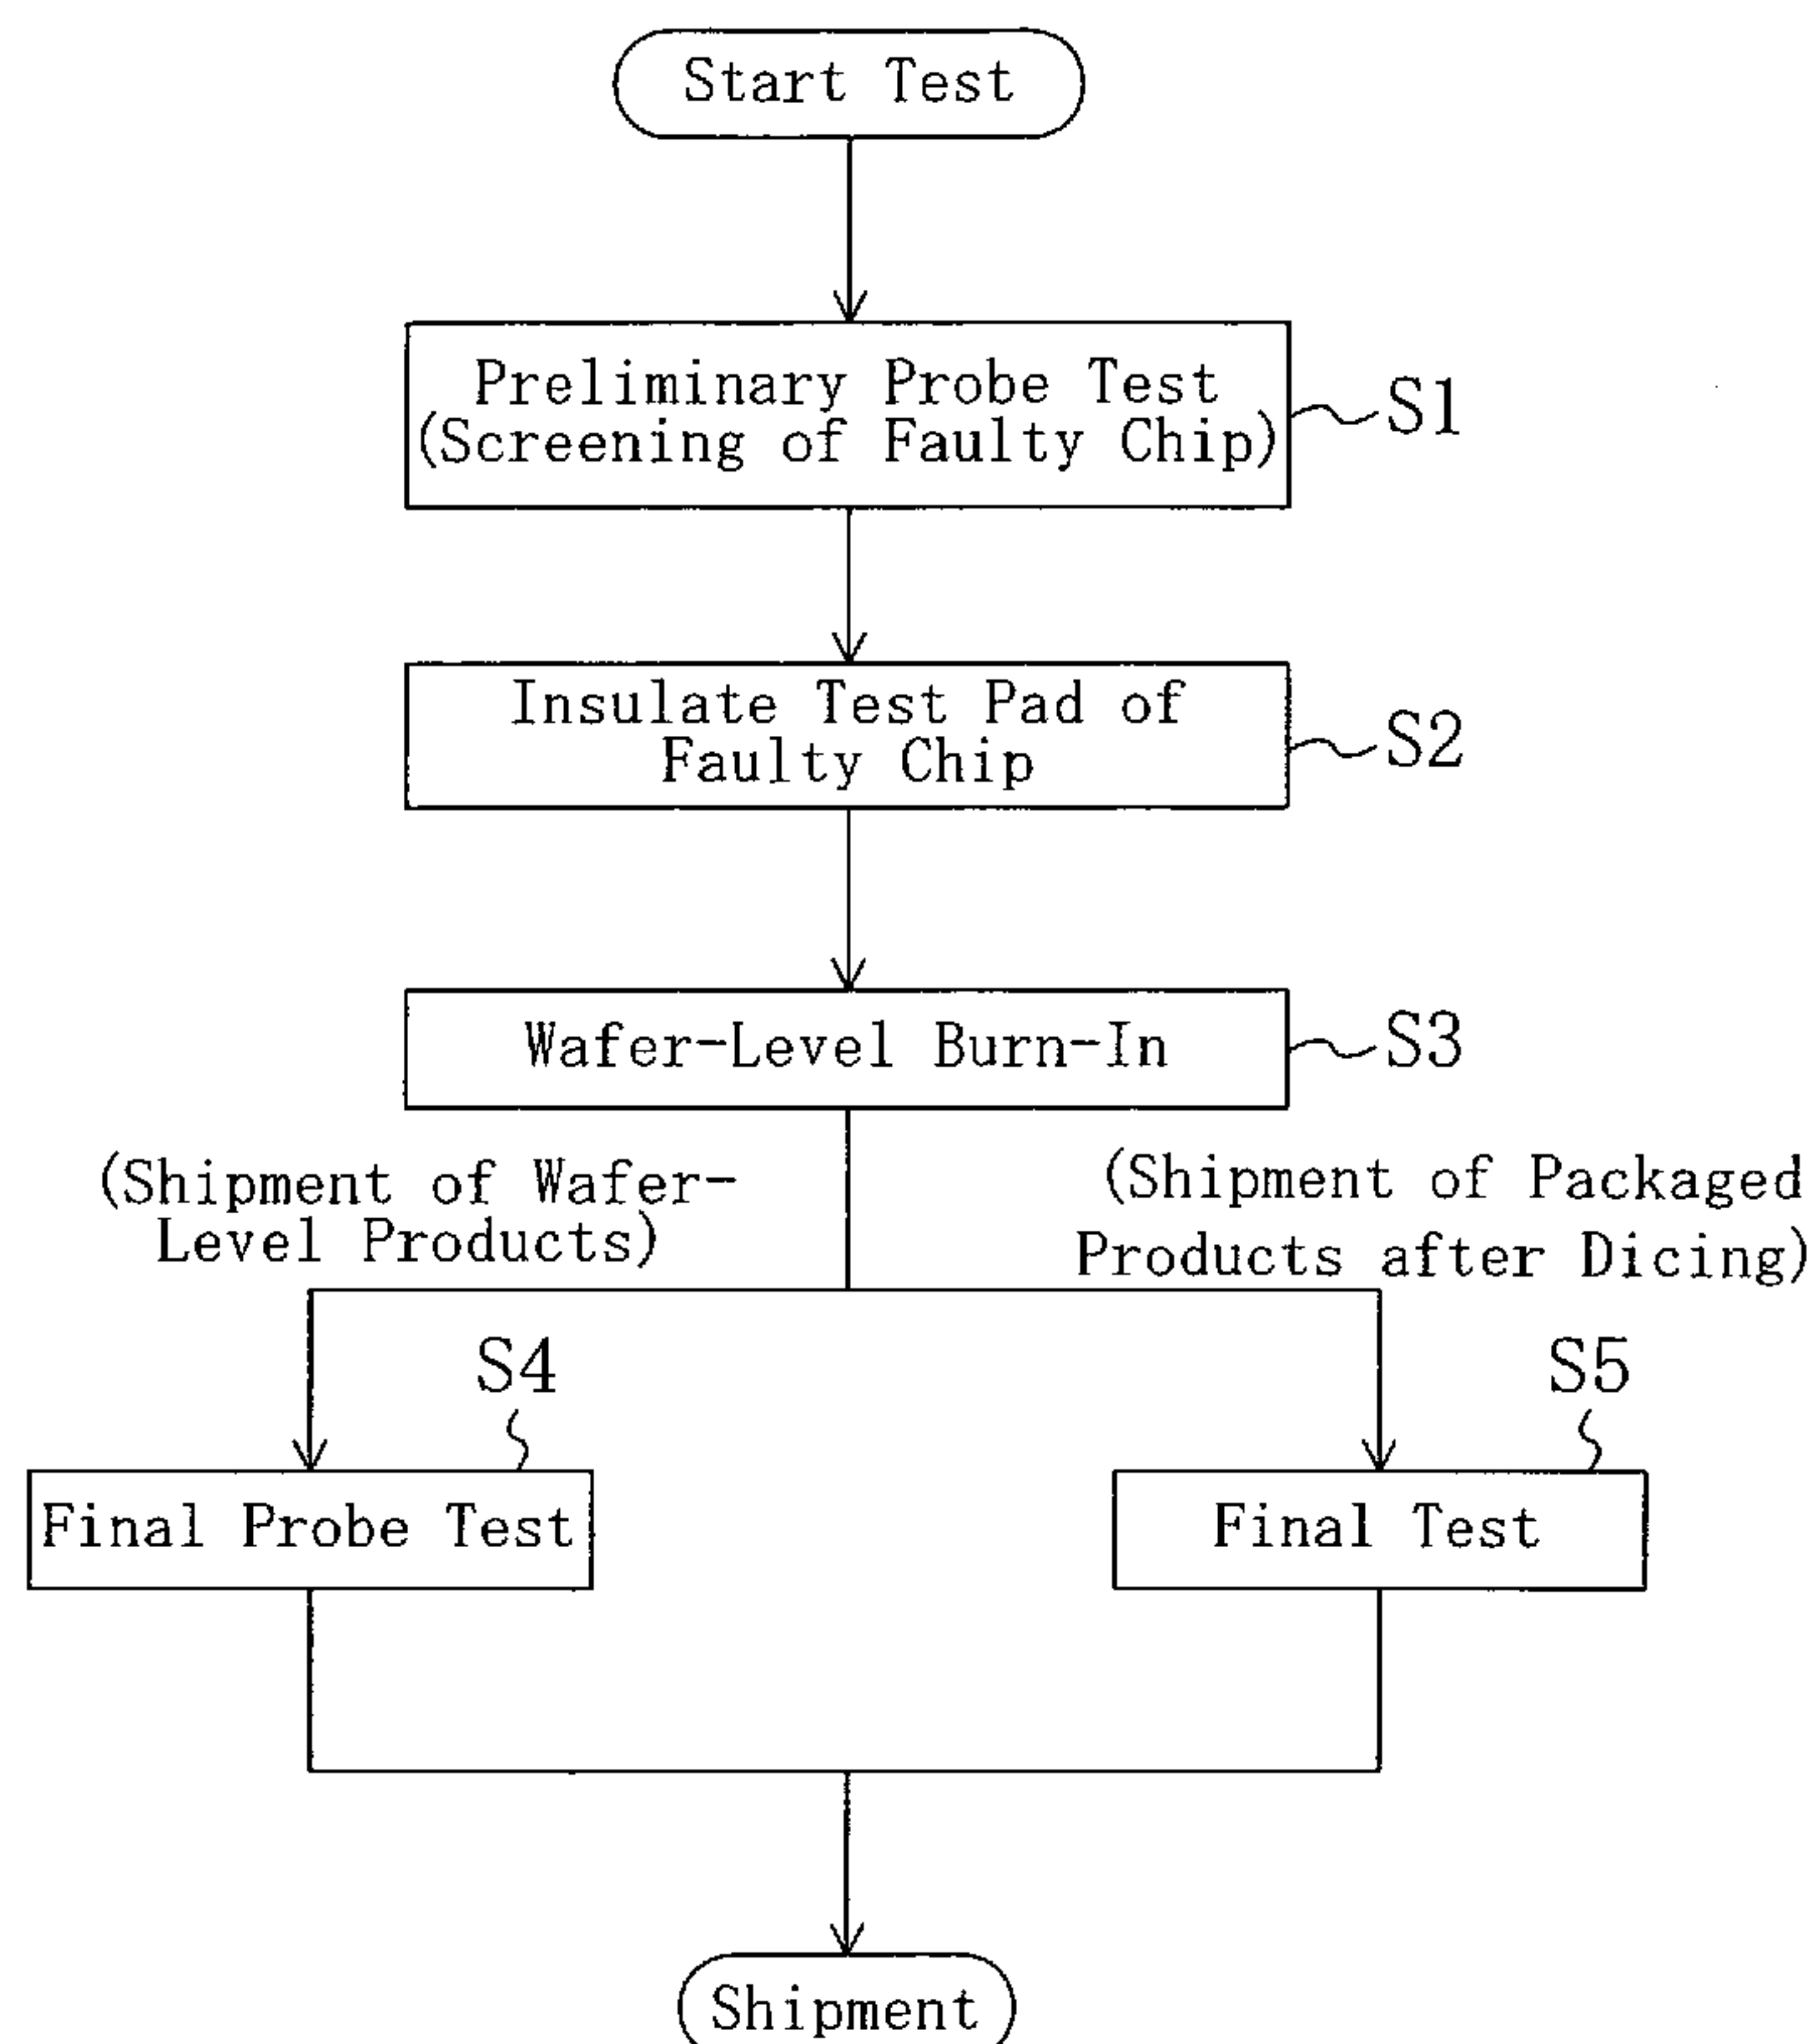 Start Test
Preliminary Probe Test
(Screening of Faulty Chip)
S1
Insulate Test Pad of
Faulty Chip
S2
Wafer-Level Burn-In
S3
(Shipment of Wafer-
Level Products)
(Shipment of Packaged
Products after Dicing)
S4
S5
Final Probe Test
Final Test
Shipment